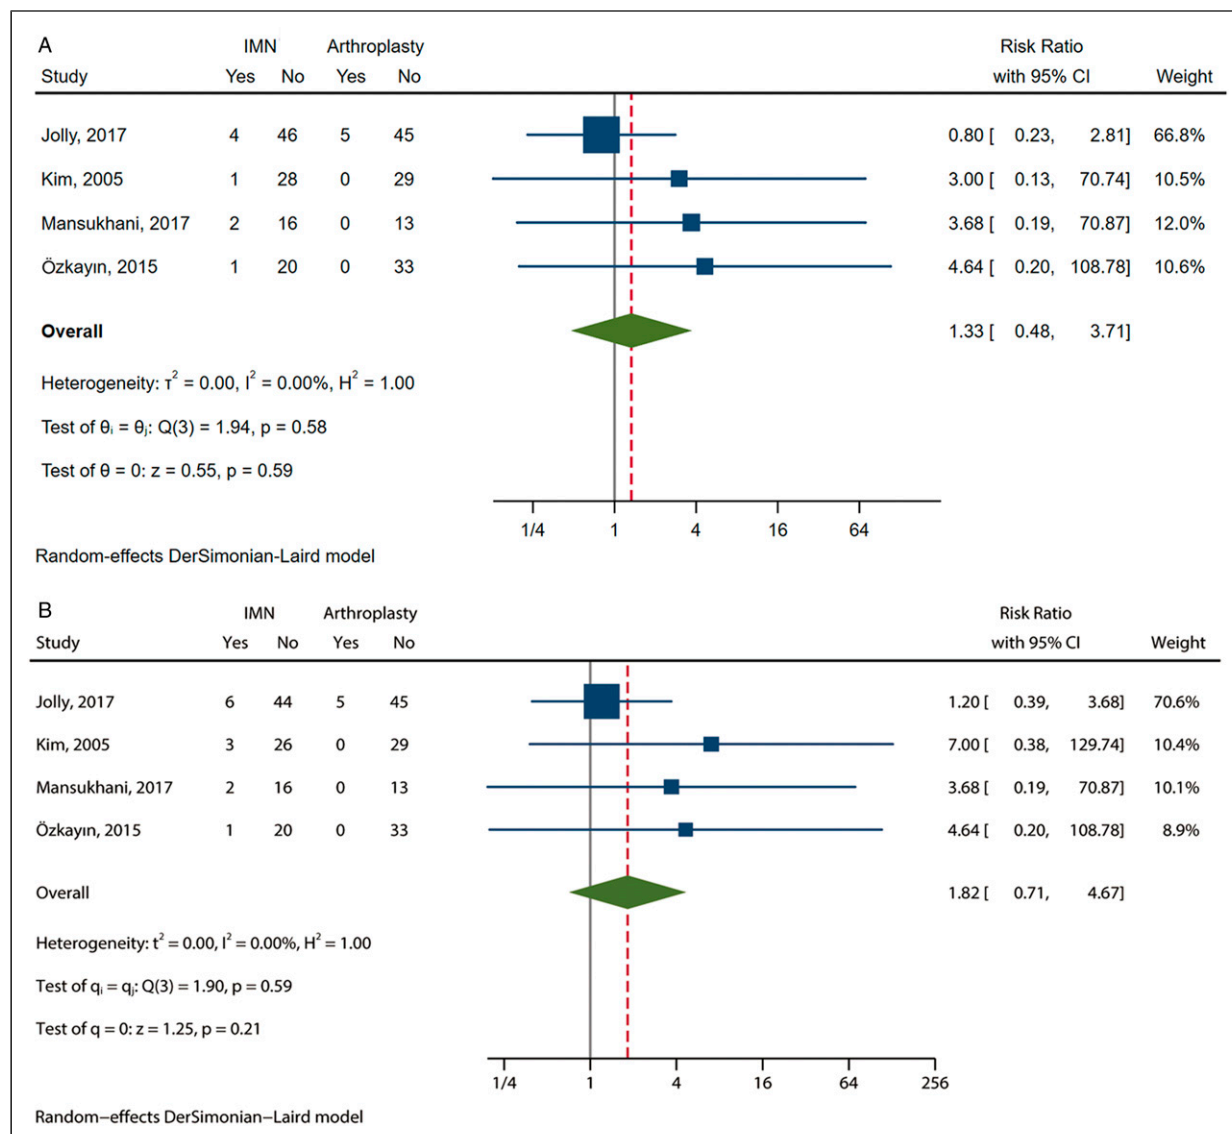 A IMN Arthroplasty Risk Ratio
Study Yes No Yes No with 95% CI Weight
Jolly, 2017 4 46 5 45 0.80 [ 0.23, 2.81] 66.8%
Kim, 2005 1 28 0 29 3.00 [ 0.13, 70.74] 10.5%
Mansukhani, 2017 2 16 0 13 3.68 [ 0.19, 70.87] 12.0%
Özkayın, 2015 1 20 0 33 4.64 [ 0.20, 108.78] 10.6%
Overall 1.33 [ 0.48, 3.71]
Heterogeneity: τ² = 0.00, I² = 0.00%, H² = 1.00
Test of θᵢ = θⱼ: Q(3) = 1.94, p = 0.58
Test of θ = 0: z = 0.55, p = 0.59
1/4 1 4 16 64
Random-effects DerSimonian-Laird model
B IMN Arthroplasty Risk Ratio
Study Yes No Yes No with 95% CI Weight
Jolly, 2017 6 44 5 45 1.20 [ 0.39, 3.68] 70.6%
Kim, 2005 3 26 0 29 7.00 [ 0.38, 129.74] 10.4%
Mansukhani, 2017 2 16 0 13 3.68 [ 0.19, 70.87] 10.1%
Özkayın, 2015 1 20 0 33 4.64 [ 0.20, 108.78] 8.9%
Overall 1.82 [ 0.71, 4.67]
Heterogeneity: t² = 0.00, I² = 0.00%, H² = 1.00
Test of qᵢ = qⱼ: Q(3) = 1.90, p = 0.59
Test of q = 0: z = 1.25, p = 0.21
1/4 1 4 16 64 256
Random−effects DerSimonian−Laird model